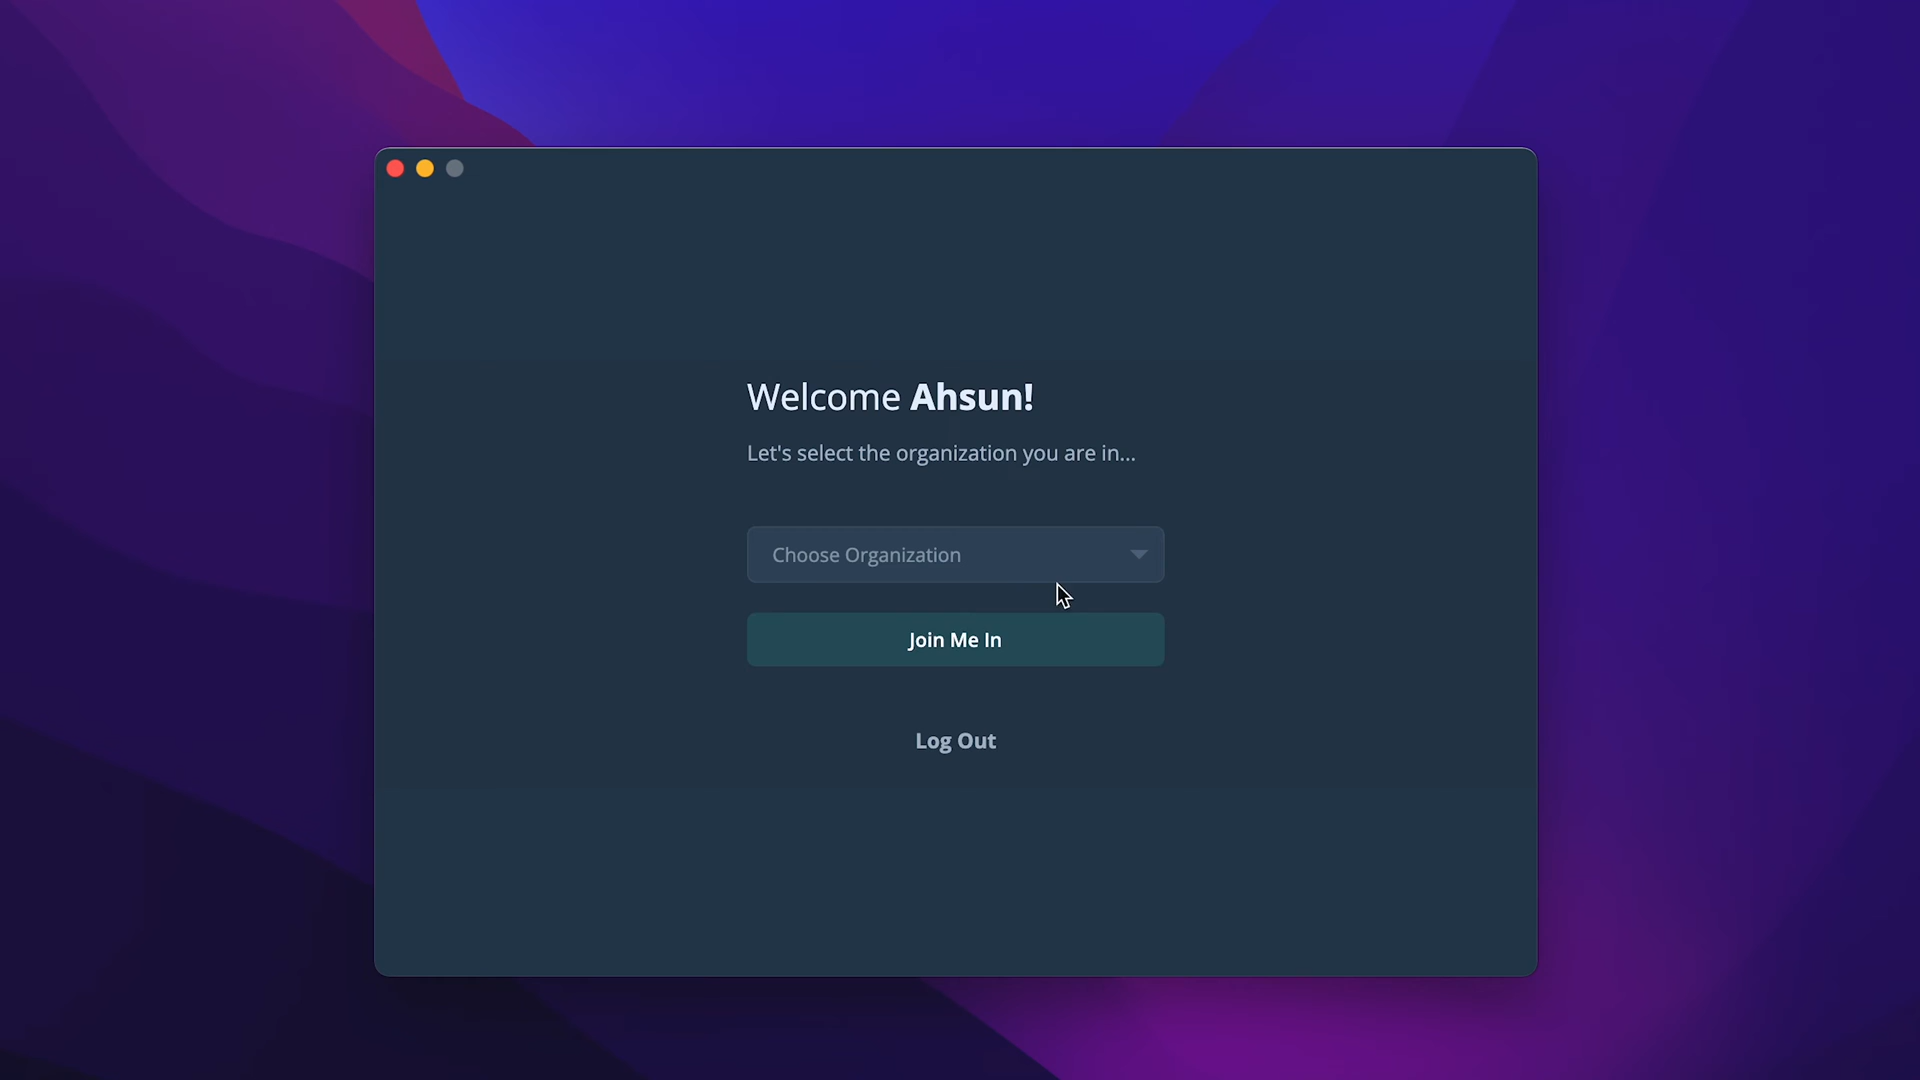 Welcome Ahsun!
Let's select the organization you are in...
Choose Organization
Join Me In
Log Out